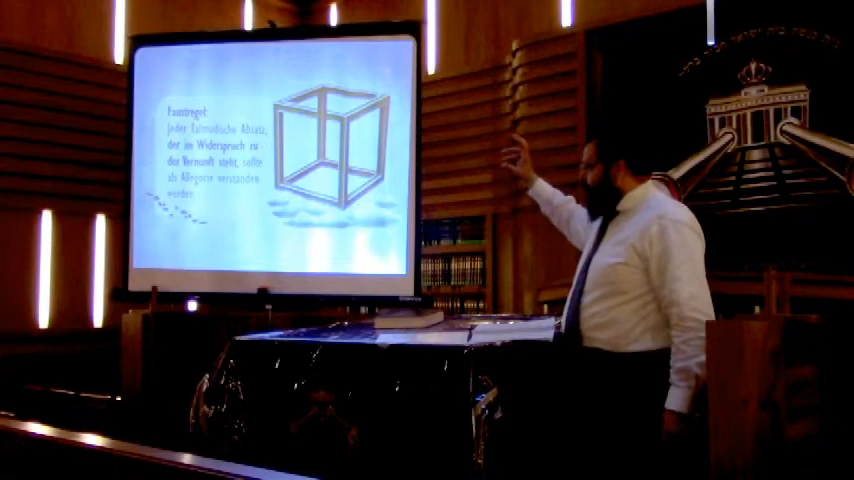 Faustregel:
Jeder Talmudische Absatz,
der im Widerspruch zu
der Vernunft steht, sollte
als Allegorie verstanden
werden